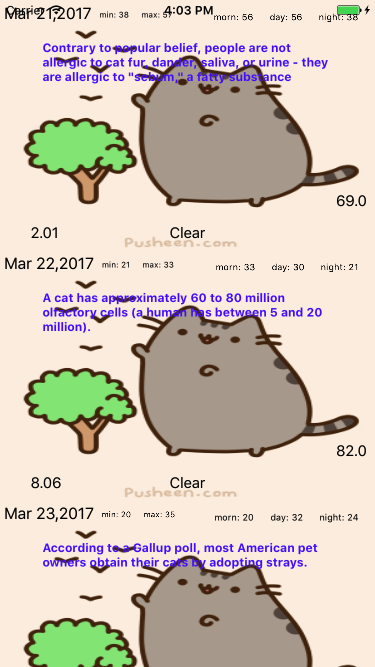 Carrier 4:03 PM
Mar 21,2017 min: 38 max: 57 morn: 56 day: 56 night: 38
Contrary to popular belief, people are not
allergic to cat fur, dander, saliva, or urine - they
are allergic to "sebum," a fatty substance
69.0
2.01 Clear
Pusheen.com
Mar 22,2017 min: 21 max: 33 morn: 33 day: 30 night: 21
A cat has approximately 60 to 80 million
olfactory cells (a human has between 5 and 20
million).
82.0
8.06 Clear
Pusheen.com
Mar 23,2017 min: 20 max: 35 morn: 20 day: 32 night: 24
According to a Gallup poll, most American pet
owners obtain their cats by adopting strays.